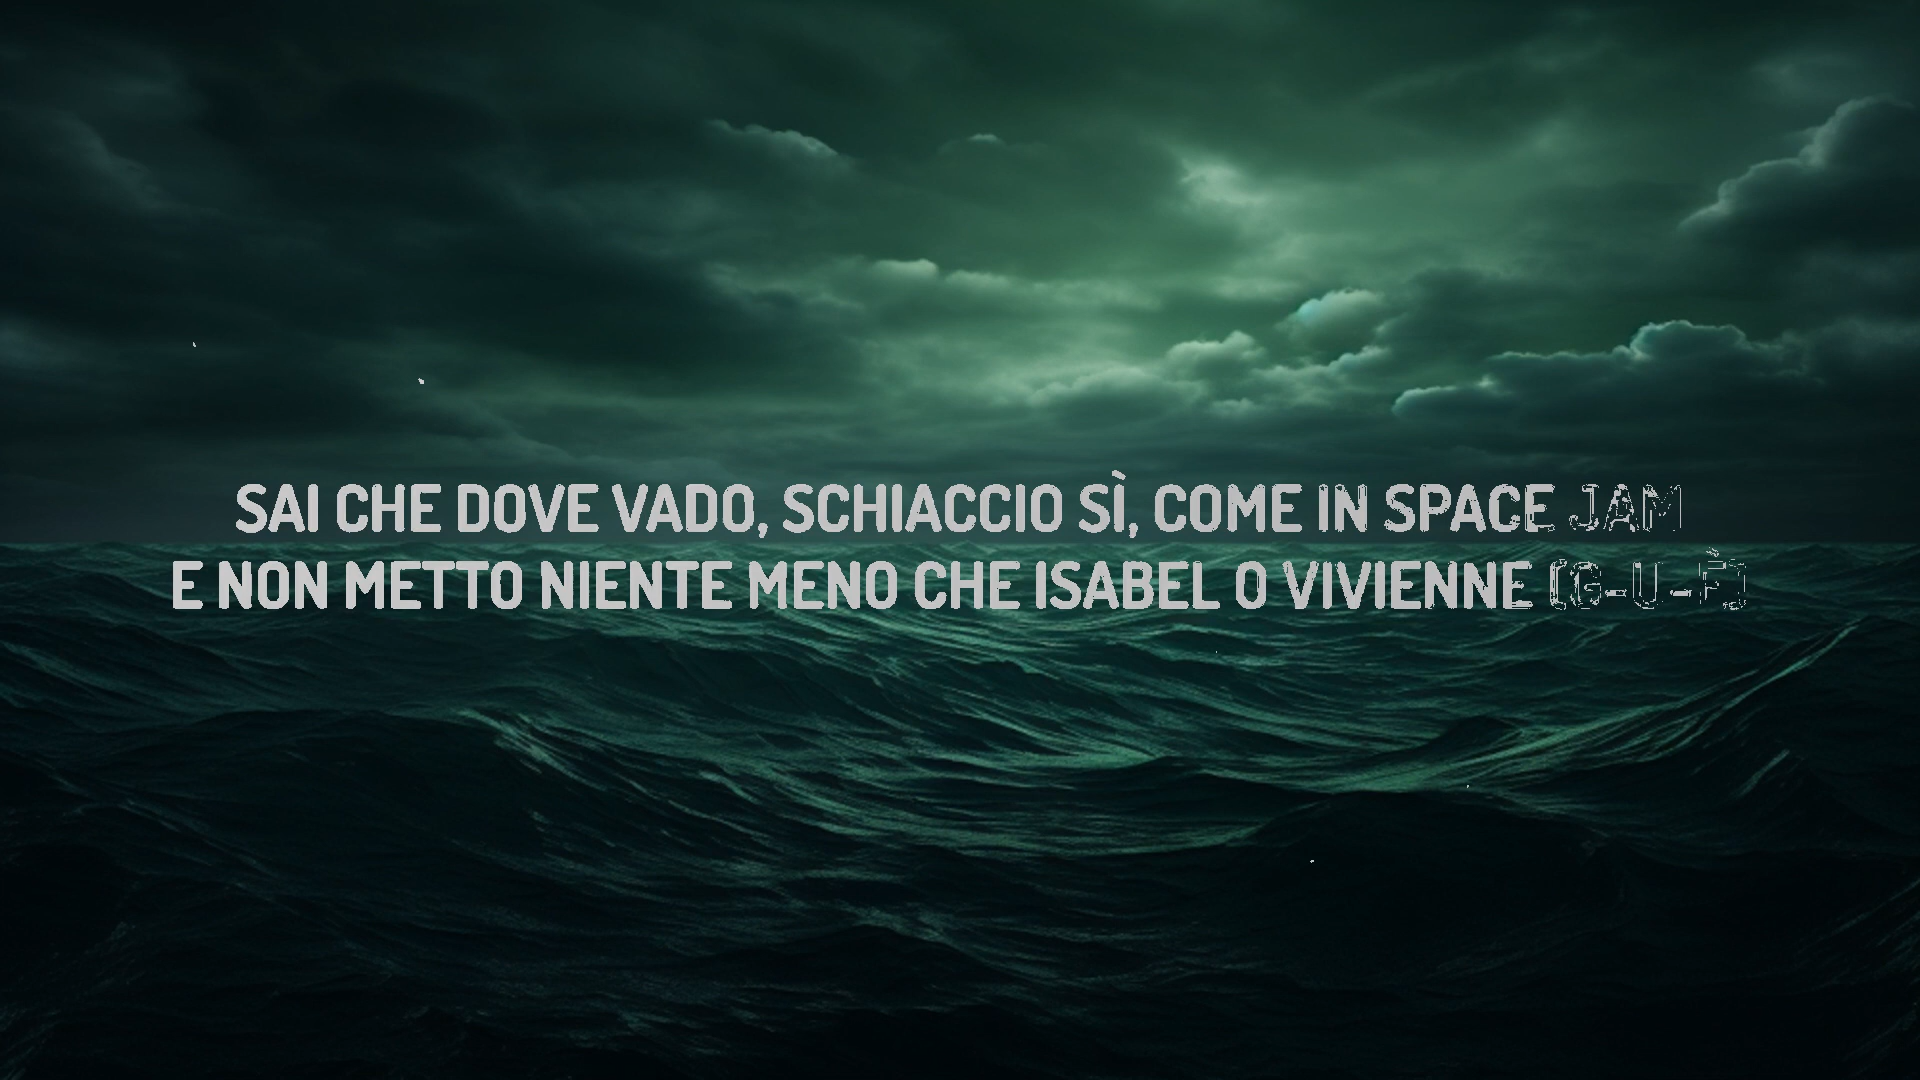 SAI CHE DOVE VADO, SCHIACCIO SÌ, COME IN SPACE JAM
E NON METTO NIENTE MENO CHE ISABEL O VIVIENNE (G-U-È)